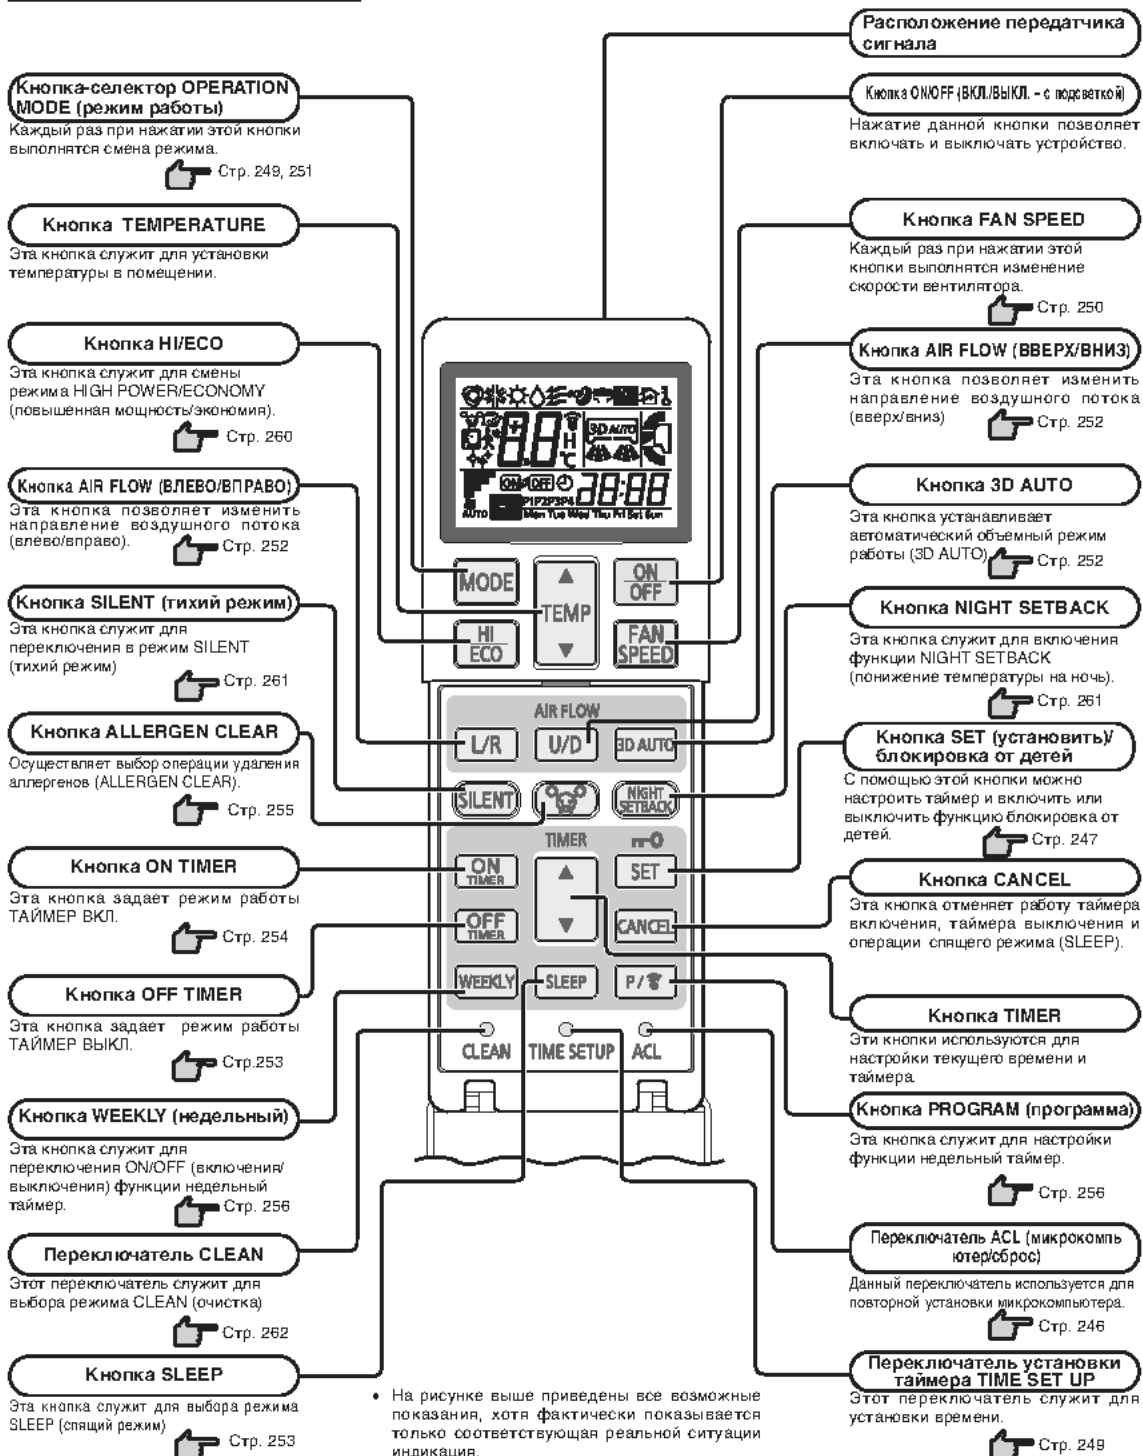 Кнопка-селектор OPERATION
MODE (режим работы)
Каждый раз при нажатии этой кнопки
выполнятся смена режима.
Стр. 249, 251
Кнопка TEMPERATURE
Эта кнопка служит для установки
температуры в помещении.
Кнопка HI/ECO
Эта кнопка служит для смены
режима HIGH POWER/ECONOMY
(повышенная мощность/экономия).
Стр. 260
Кнопка AIR FLOW (ВЛЕВО/ВПРАВО)
Эта кнопка позволяет изменить
направление воздушного потока
(влево/вправо).
Стр. 252
Кнопка SILENT (тихий режим)
Эта кнопка служит для
переключения в режим SILENT
(тихий режим)
Стр. 261
Кнопка ALLERGEN CLEAR
Осуществляет выбор операции удаления
аллергенов (ALLERGEN CLEAR).
Стр. 255
Кнопка ON TIMER
Эта кнопка задает режим работы
ТАЙМЕР ВКЛ.
Стр. 254
Кнопка OFF TIMER
Эта кнопка задает режим работы
ТАЙМЕР ВЫКЛ.
Стр.253
Кнопка WEEKLY (недельный)
Эта кнопка служит для
переключения ON/OFF (включения/
выключения) функции недельный
таймер.
Стр. 256
Переключатель CLEAN
Этот переключатель служит для
выбора режима CLEAN (очистка)
Стр. 262
Кнопка SLEEP
Эта кнопка служит для выбора режима
SLEEP (спящий режим)
Стр. 253
3D AUTO
H
°C
ON OFF
88:88
P1P2P3P4
AUTO
Mon Tue Wed Thu Fri Sat Sun
MODE
TEMP
ON
OFF
HI
ECO
FAN
SPEED
AIR FLOW
L/R
U/D
3D AUTO
SILENT
NIGHT
SETBACK
TIMER
ON
TIMER
SET
OFF
TIMER
CANCEL
WEEKLY
SLEEP
P/
CLEAN
TIME SETUP
ACL
• На рисунке выше приведены все возможные
показания, хотя фактически показывается
только соответствующая реальной ситуации
индикация.
Расположение передатчика
сигнала
Кнопка ON/OFF (ВКЛ./ВЫКЛ. – с подсветкой)
Нажатие данной кнопки позволяет
включать и выключать устройство.
Кнопка FAN SPEED
Каждый раз при нажатии этой
кнопки выполнятся изменение
скорости вентилятора.
Стр. 250
Кнопка AIR FLOW (ВВЕРХ/ВНИЗ)
Эта кнопка позволяет изменить
направление воздушного потока
(вверх/вниз)
Стр. 252
Кнопка 3D AUTO
Эта кнопка устанавливает
автоматический объемный режим
работы (3D AUTO)
Стр. 252
Кнопка NIGHT SETBACK
Эта кнопка служит для включения
функции NIGHT SETBACK
(понижение температуры на ночь).
Стр. 261
Кнопка SET (установить)/
блокировка от детей
С помощью этой кнопки можно
настроить таймер и включить или
выключить функцию блокировка от
детей.
Стр. 247
Кнопка CANCEL
Эта кнопка отменяет работу таймера
включения, таймера выключения и
операции спящего режима (SLEEP).
Кнопка TIMER
Эти кнопки используются для
настройки текущего времени и
таймера.
Кнопка PROGRAM (программа)
Эта кнопка служит для настройки
функции недельный таймер.
Стр. 256
Переключатель ACL (микрокомпь
ютер/сброс)
Данный переключатель используется для
повторной установки микрокомпьютера.
Стр. 246
Переключатель установки
таймера TIME SET UP
Этот переключатель служит для
установки времени.
Стр. 249